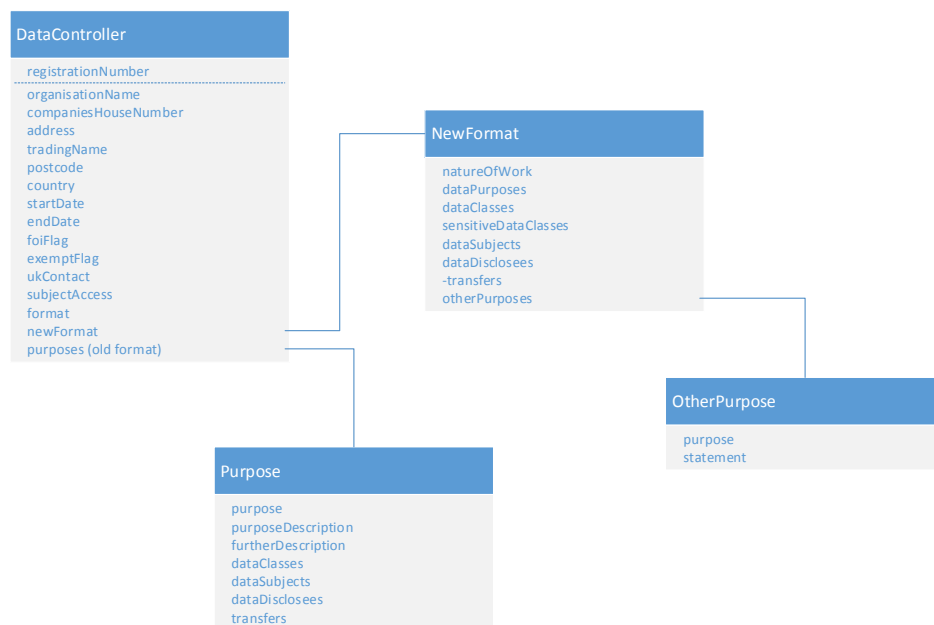 DataController
registrationNumber
organisationName
companiesHouseNumber
address
tradingName
postcode
country
startDate
endDate
foiFlag
exemptFlag
ukContact
subjectAccess
format
newFormat
purposes (old format)
NewFormat
natureOfWork
dataPurposes
dataClasses
sensitiveDataClasses
dataSubjects
dataDisclosees
-transfers
otherPurposes
OtherPurpose
purpose
statement
Purpose
purpose
purposeDescription
furtherDescription
dataClasses
dataSubjects
dataDisclosees
transfers